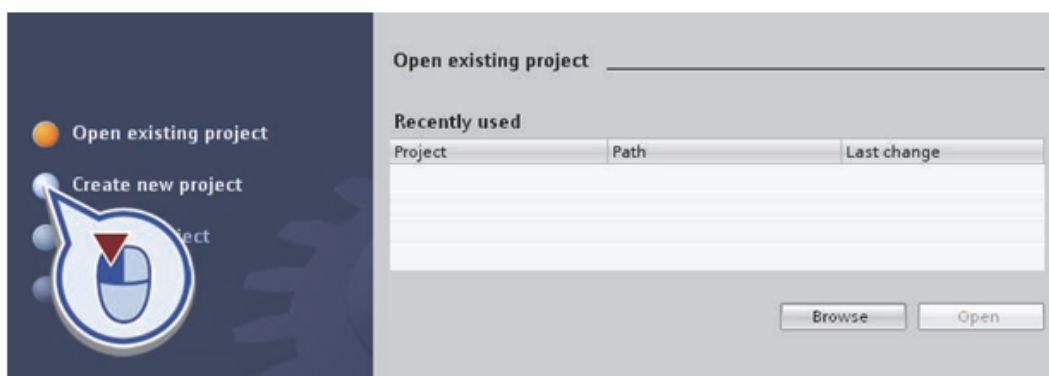 Open existing project
Create new project
ect
Open existing project
Recently used
Project Path Last change
Browse Open